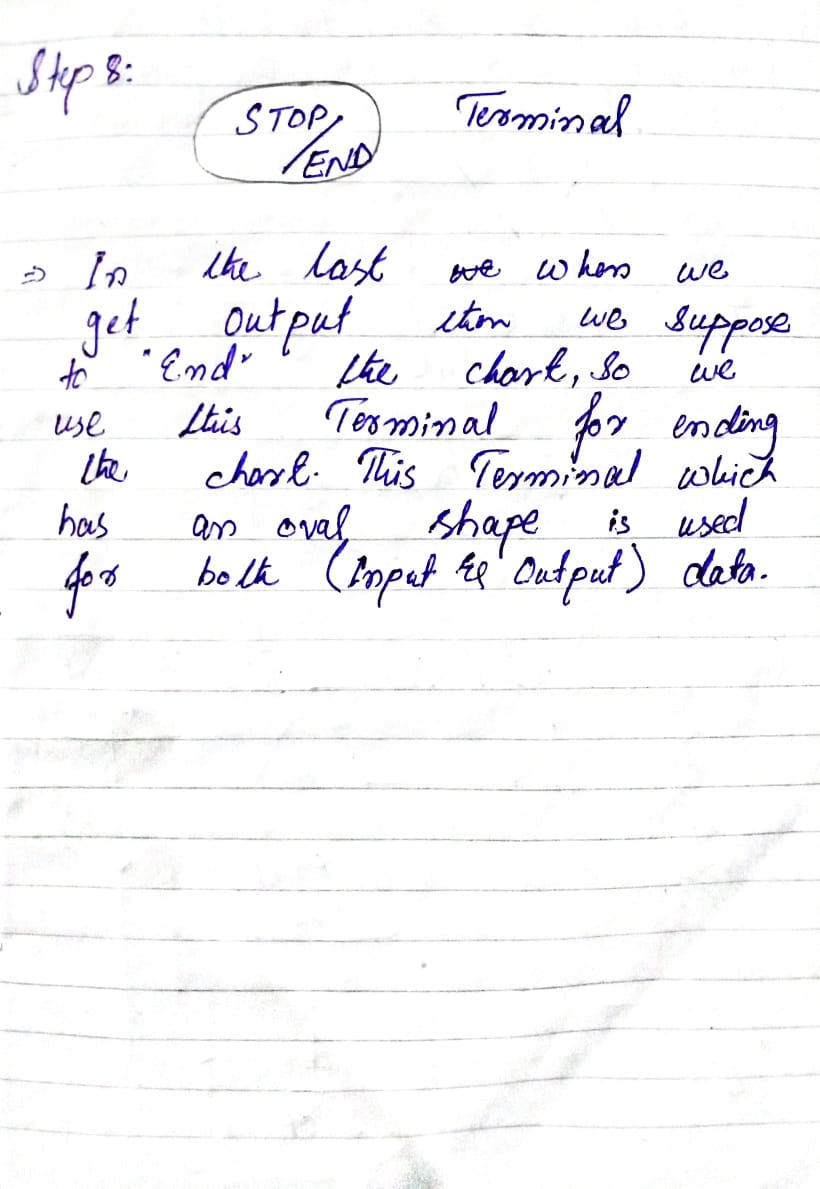 Step 8:
STOP/ Terminal
END
⇒ In the last we when we
get output then we suppose
to "End" the chart, so we
use this Terminal for ending
the chart. This Terminal which
has an oval shape is used
for both (Input & Output) data.